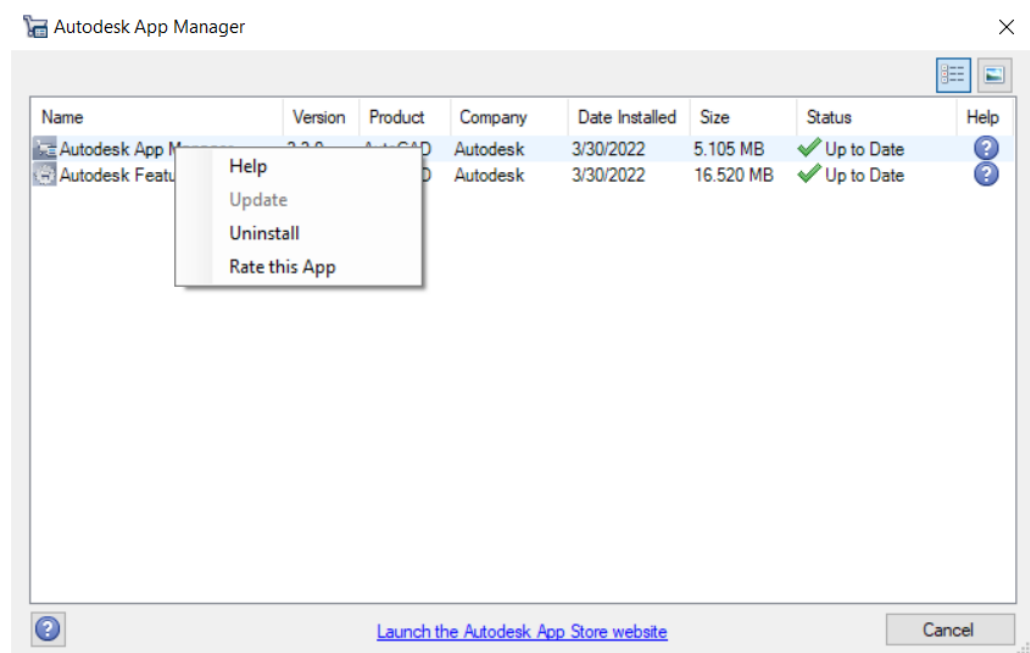 Autodesk App Manager
Name Version Product Company Date Installed Size Status Help
Autodesk App Autodesk 3/30/2022 5.105 MB Up to Date ?
Autodesk Autodesk 3/30/2022 16.520 MB Up to Date ?
Help
Update
Uninstall
Rate this App
? Launch the Autodesk App Store website Cancel